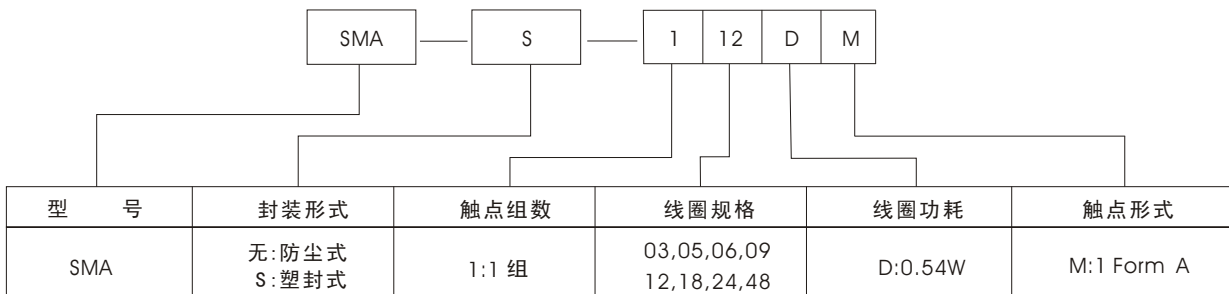 SMA — S — 1 12 D M
型 号 封装形式 触点组数 线圈规格 线圈功耗 触点形式
SMA
无:防尘式
S:塑封式
1:1 组
03,05,06,09
12,18,24,48
D:0.54W
M:1 Form A